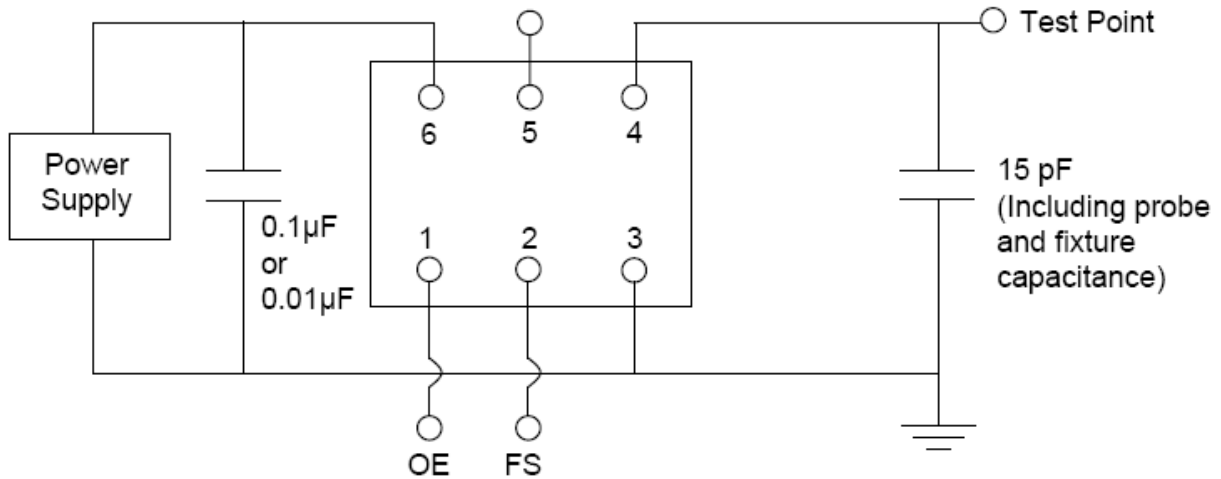 Test Point
6
5
4
Power
Supply
0.1µF
or
0.01µF
1
2
3
15 pF
(Including probe
and fixture
capacitance)
OE
FS